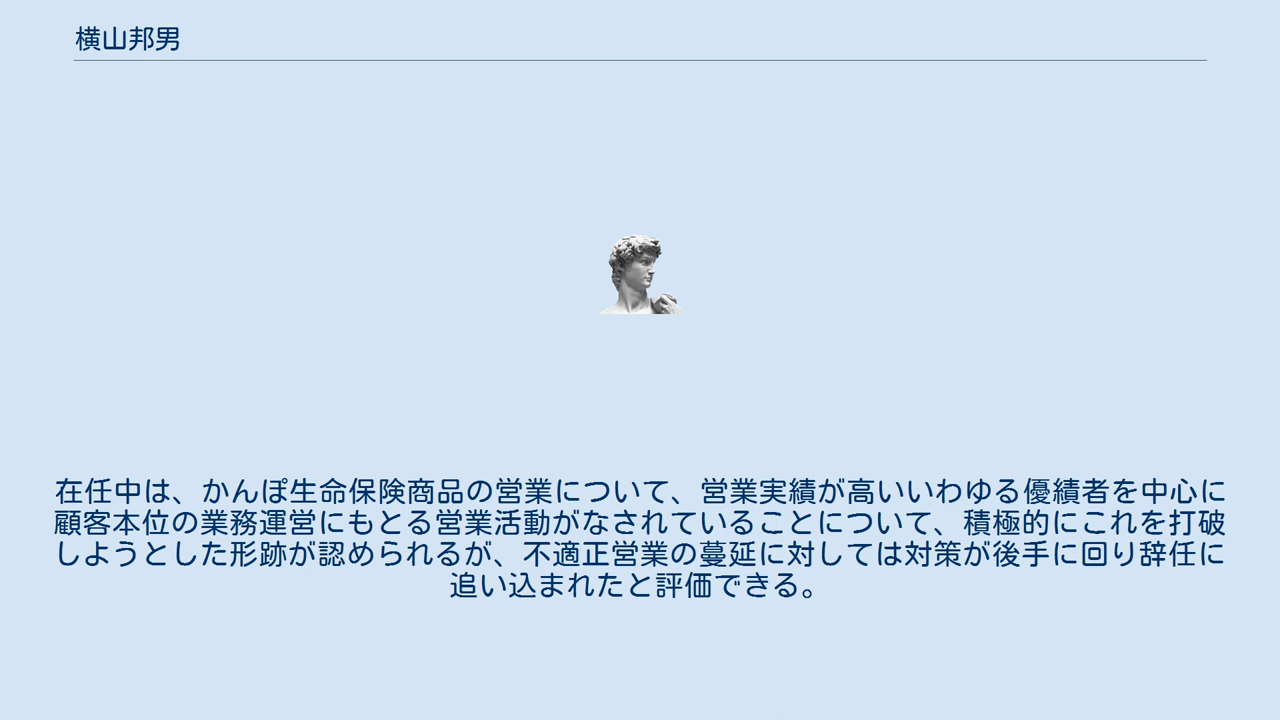 横山邦男
在任中は、かんぽ生命保険商品の営業について、営業実績が高いいわゆる優績者を中心に
顧客本位の業務運営にもとる営業活動がなされていることについて、積極的にこれを打破
しようとした形跡が認められるが、不適正営業の蔓延に対しては対策が後手に回り辞任に
追い込まれたと評価できる。